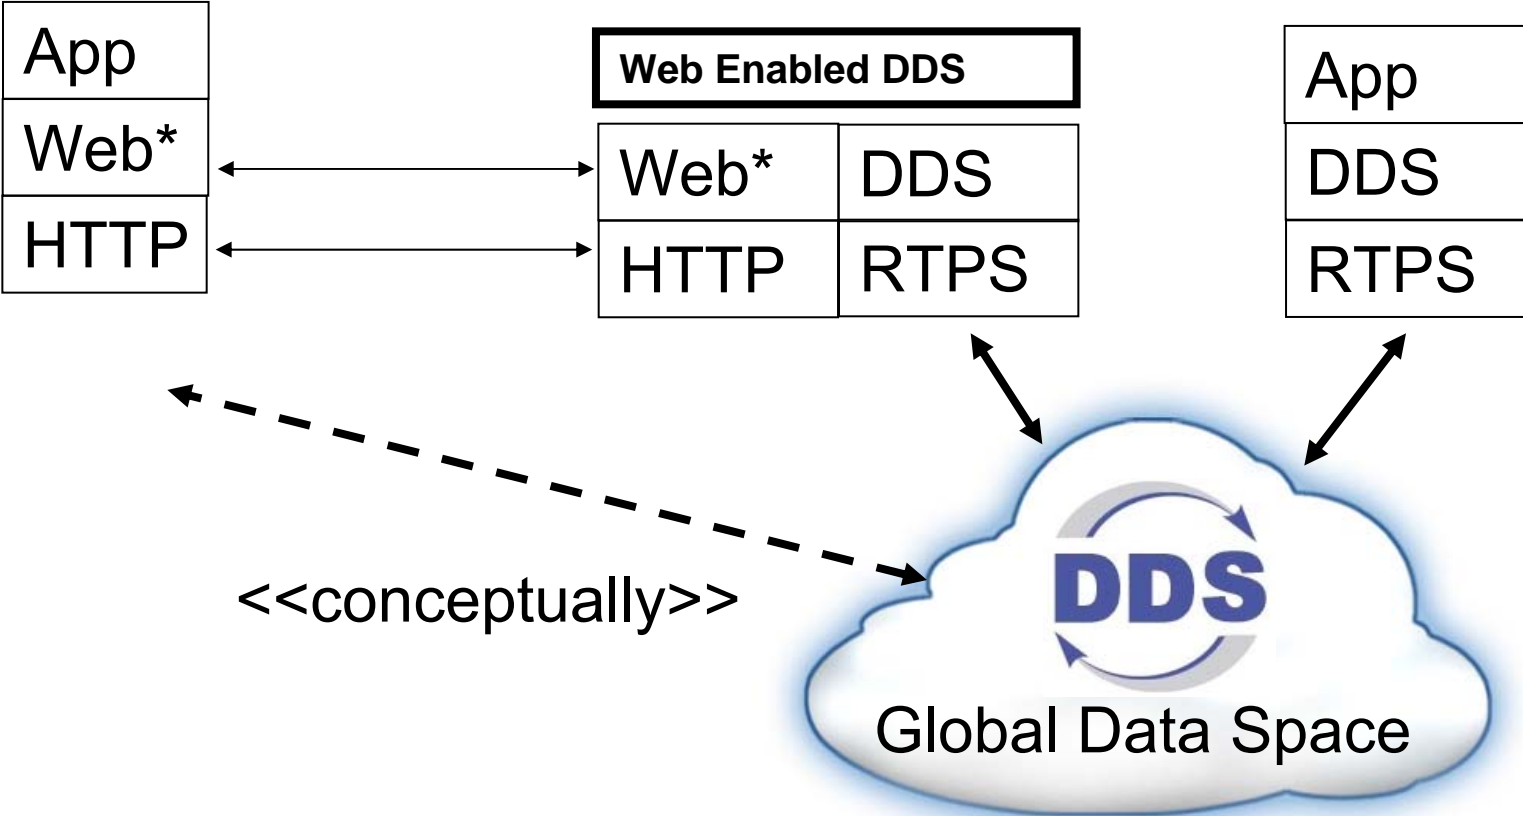 App
Web*
HTTP
Web Enabled DDS
Web*
DDS
HTTP
RTPS
App
DDS
RTPS
<<conceptually>>
DDS
Global Data Space